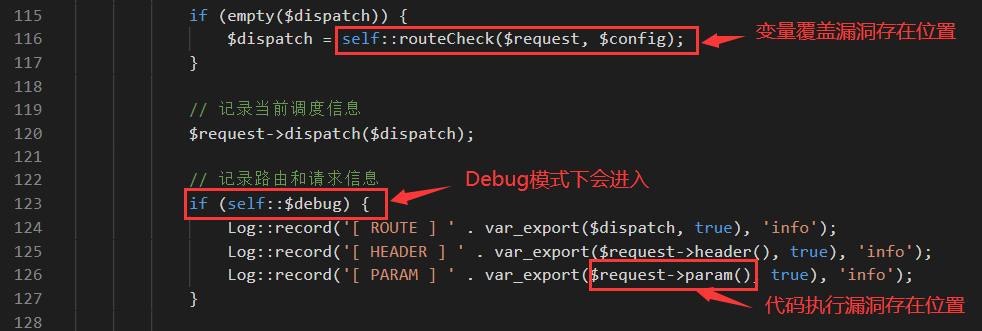 115 if (empty($dispatch)) {
116 $dispatch = self::routeCheck($request, $config); 变量覆盖漏洞存在位置
117 }
118
119 // 记录当前调度信息
120 $request->dispatch($dispatch);
121
122 // 记录路由和请求信息 Debug模式下会进入
123 if (self::$debug) {
124 Log::record('[ ROUTE ] ' . var_export($dispatch, true), 'info');
125 Log::record('[ HEADER ] ' . var_export($request->header(), true), 'info');
126 Log::record('[ PARAM ] ' . var_export($request->param(), true), 'info');
127 } 代码执行漏洞存在位置
128